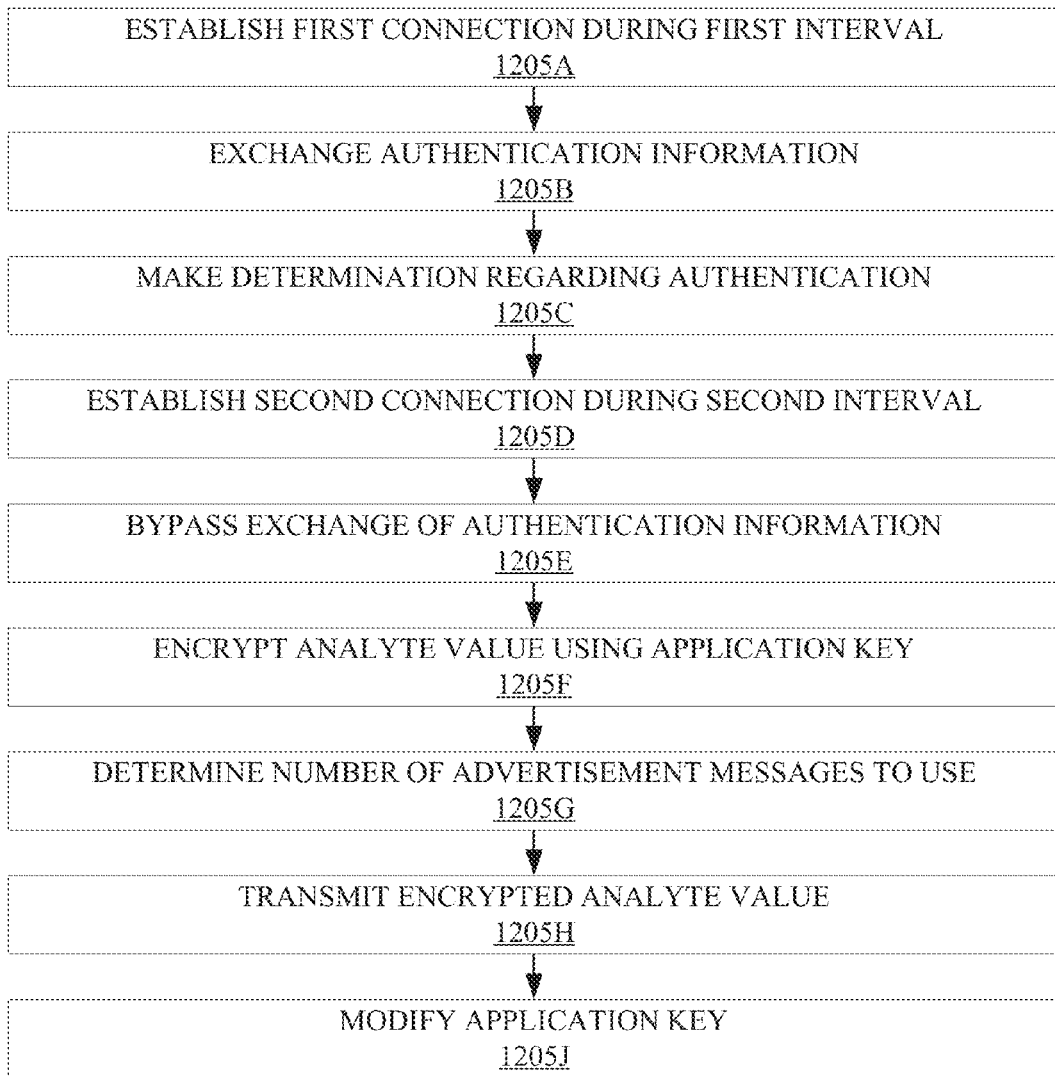 ESTABLISH FIRST CONNECTION DURING FIRST INTERVAL
1205A
EXCHANGE AUTHENTICATION INFORMATION
1205B
MAKE DETERMINATION REGARDING AUTHENTICATION
1205C
ESTABLISH SECOND CONNECTION DURING SECOND INTERVAL
1205D
BYPASS EXCHANGE OF AUTHENTICATION INFORMATION
1205E
ENCRYPT ANALYTE VALUE USING APPLICATION KEY
1205F
DETERMINE NUMBER OF ADVERTISEMENT MESSAGES TO USE
1205G
TRANSMIT ENCRYPTED ANALYTE VALUE
1205H
MODIFY APPLICATION KEY
1205J